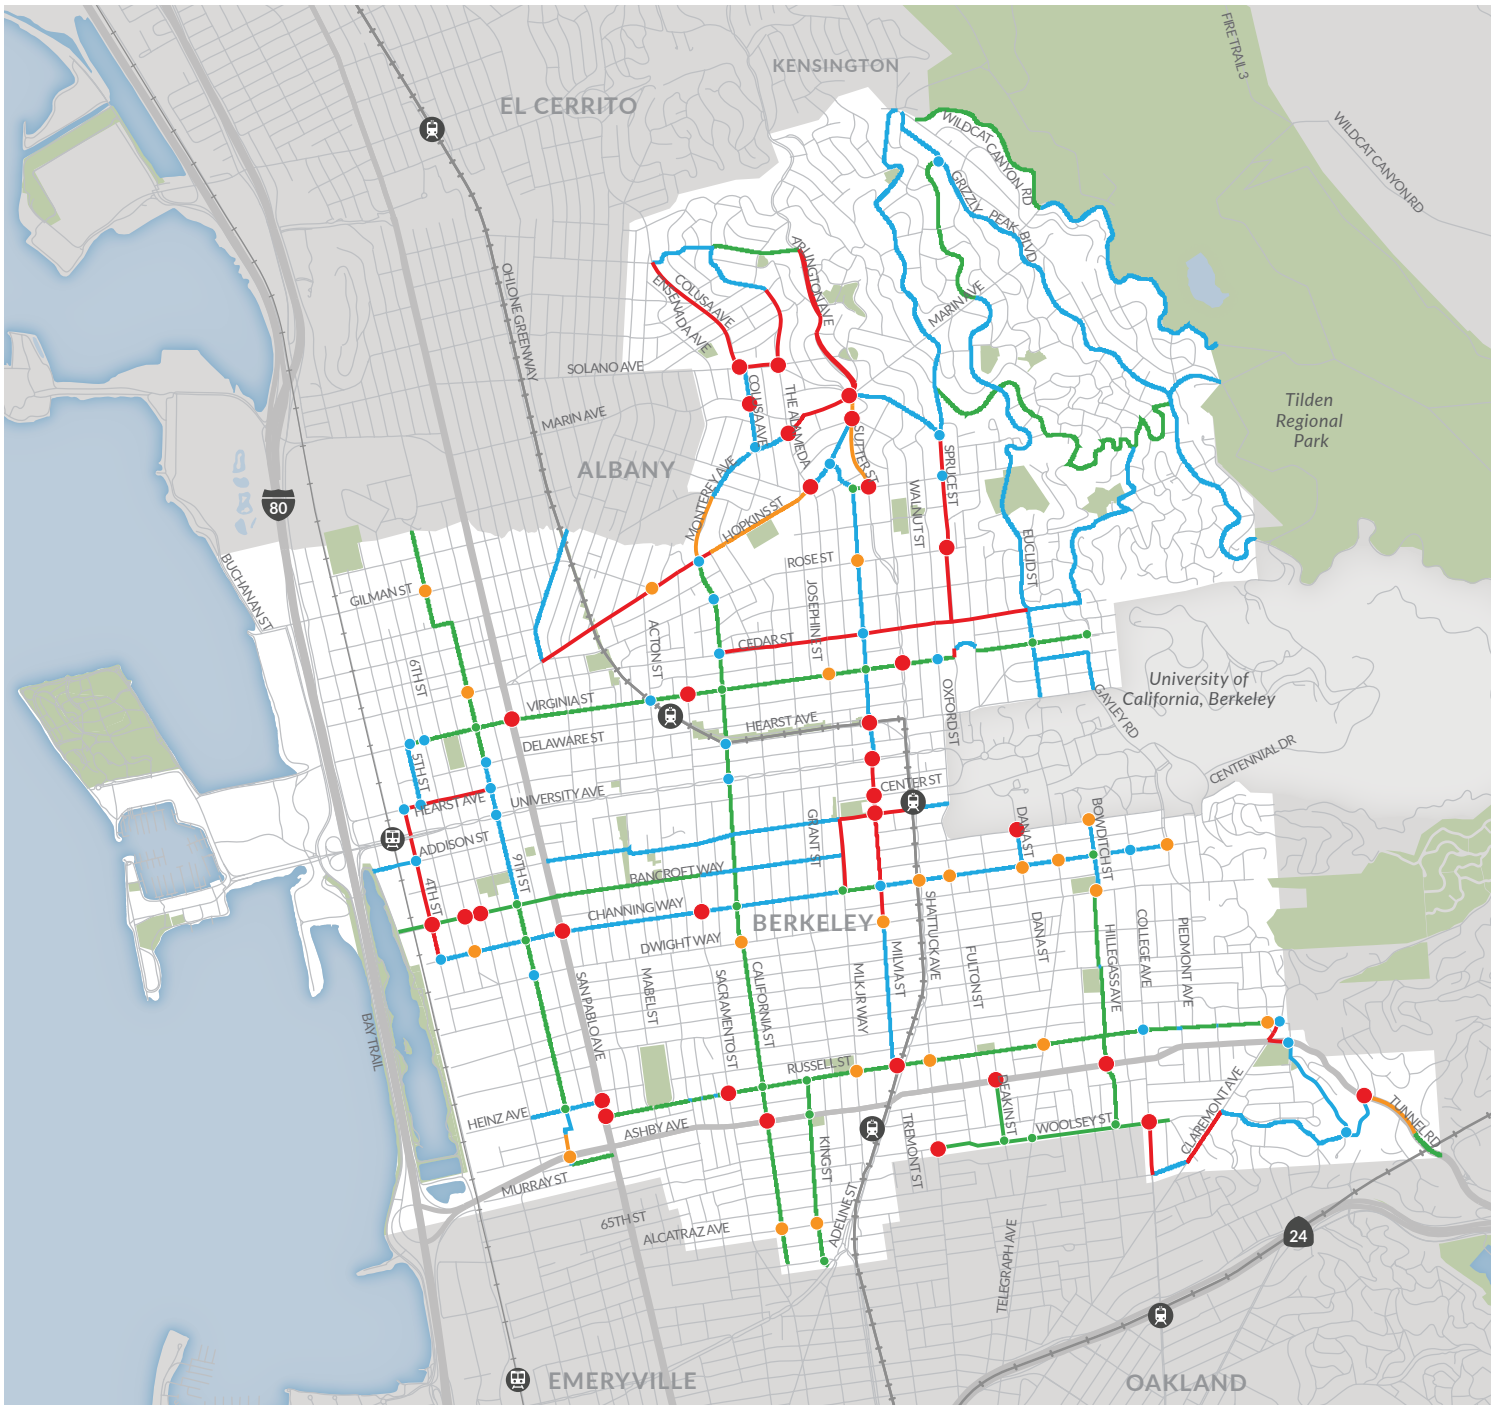 KENSINGTON
EL CERRITO
FIRE TRAIL 3
WILDCAT CANYON RD
WILDCAT
CANYON RD
GRIZZLY
PEAK BLVD
OHLONE GREENWAY
ARLINGTON AVE
COLUSA AVE
ENSENADA AVE
MARIN AVE
SOLANO AVE
MARIN AVE
COLUSA AVE
THE ALAMEDA
SUTTER ST
SPRUCE ST
Tilden
Regional
Park
ALBANY
MONTEREY AVE
HOPKINS ST
WALNUT ST
EUCLID ST
80
BUCHANAN ST
GILMAN ST
ROSE ST
JOSEPHINE ST
ACTON ST
CEDAR ST
6TH ST
VIRGINIA ST
OXFORD ST
University of
California, Berkeley
GAYLEY RD
HEARST AVE
DELAWARE ST
CENTENNIAL DR
5TH ST
HEARST AVE
UNIVERSITY AVE
CENTER ST
GRANT ST
DANA ST
BOWDITCH ST
ADDISON ST
9TH ST
4TH ST
BANCROFT WAY
CHANNING WAY
BERKELEY
DWIGHT WAY
SHATTUCK AVE
DANA ST
COLLEGE AVE
PIEDMONT AVE
HILLEGASS AVE
FULTON ST
MILVIA ST
MLK JR WAY
CALIFORNIA ST
SACRAMENTO ST
MABEL ST
SAN PABLO AVE
BAY TRAIL
RUSSELL ST
HEINZ AVE
ASHBY AVE
DEAKIN ST
WOOLSEY ST
CLAREMONT AVE
TUNNEL RD
KING ST
TREMONT ST
MURRAY ST
65TH ST
ALCATRAZ AVE
ADELINE ST
TELEGRAPH AVE
24
EMERYVILLE
OAKLAND